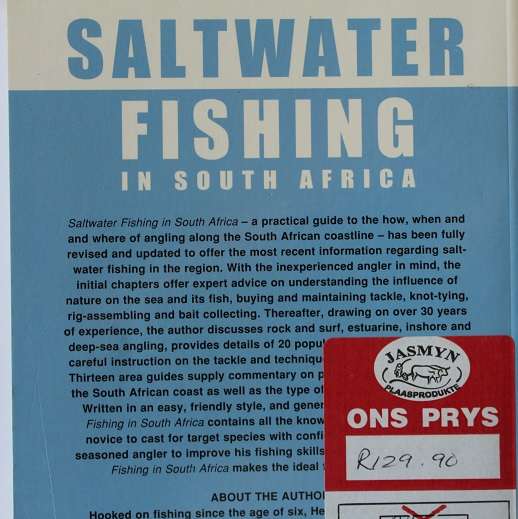 SALTWATER
FISHING
IN SOUTH AFRICA
Saltwater Fishing in South Africa – a practical guide to the how, when and
and where of angling along the South African coastline – has been fully
revised and updated to offer the most recent information regarding salt-
water fishing in the region. With the inexperienced angler in mind, the
initial chapters offer expert advice on understanding the influence of
nature on the sea and its fish, buying and maintaining tackle, knot-tying,
rig-assembling and bait collecting. Thereafter, drawing on over 30 years
of experience, the author discusses rock and surf, estuarine, inshore and
deep-sea angling, provides details of 20
careful instruction on the tackle and
Thirteen area guides supply commentary on
the South African coast as well as the type of
Written in an easy, friendly style, and
Fishing in South Africa contains all the
novice to cast for target species with
seasoned angler to improve his fishing skills
Fishing in South Africa makes the ideal
ABOUT THE
Hooked on fishing since the age of six,
JASMYN
PLAASPRODUKTE
ONS PRYS
R129.90